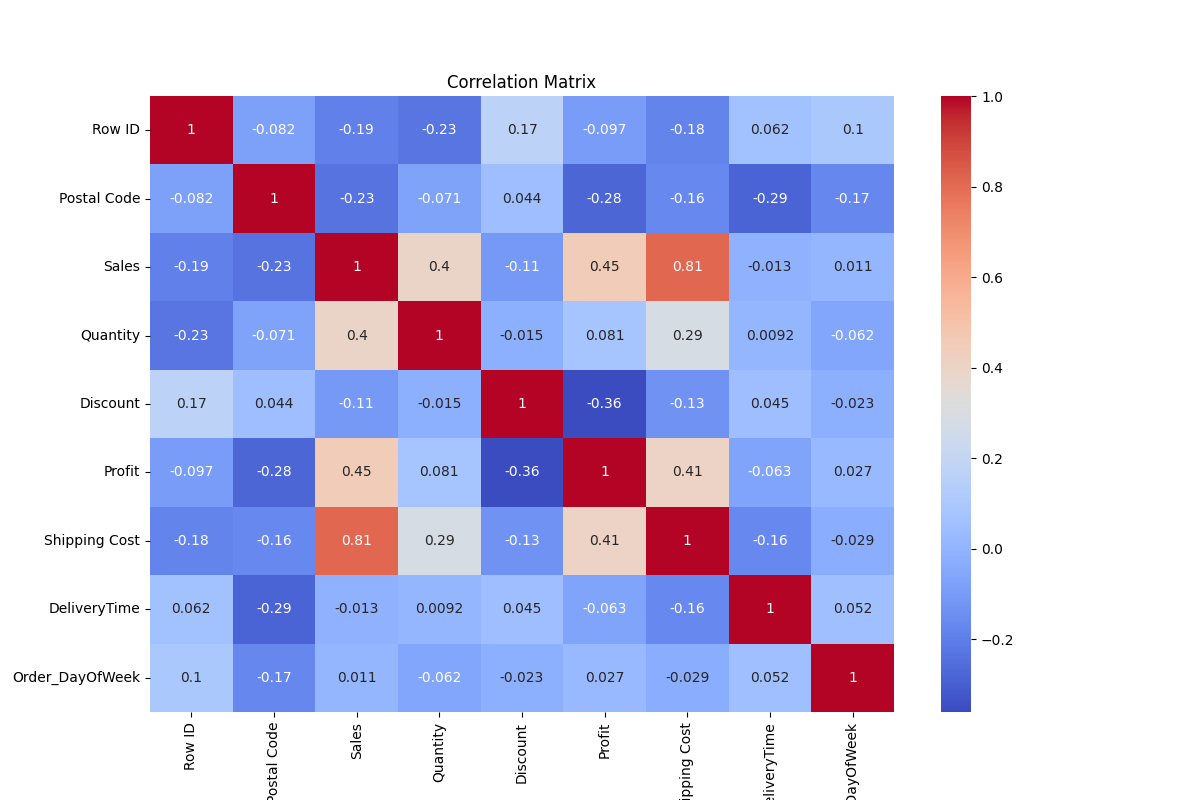 Correlation Matrix
Row ID 1 -0.082 -0.19 -0.23 0.17 -0.097 -0.18 0.062 0.1
Postal Code -0.082 1 -0.23 -0.071 0.044 -0.28 -0.16 -0.29 -0.17
Sales -0.19 -0.23 1 0.4 -0.11 0.45 0.81 -0.013 0.011
Quantity -0.23 -0.071 0.4 1 -0.015 0.081 0.29 0.0092 -0.062
Discount 0.17 0.044 -0.11 -0.015 1 -0.36 -0.13 0.045 -0.023
Profit -0.097 -0.28 0.45 0.081 -0.36 1 0.41 -0.063 0.027
Shipping Cost -0.18 -0.16 0.81 0.29 -0.13 0.41 1 -0.16 -0.029
DeliveryTime 0.062 -0.29 -0.013 0.0092 0.045 -0.063 -0.16 1 0.052
Order_DayOfWeek 0.1 -0.17 0.011 -0.062 -0.023 0.027 -0.029 0.052 1
Row ID
Postal Code
Sales
Quantity
Discount
Profit
ipping Cost
eliveryTime
DayOfWeek
1.0
0.8
0.6
0.4
0.2
0.0
−0.2